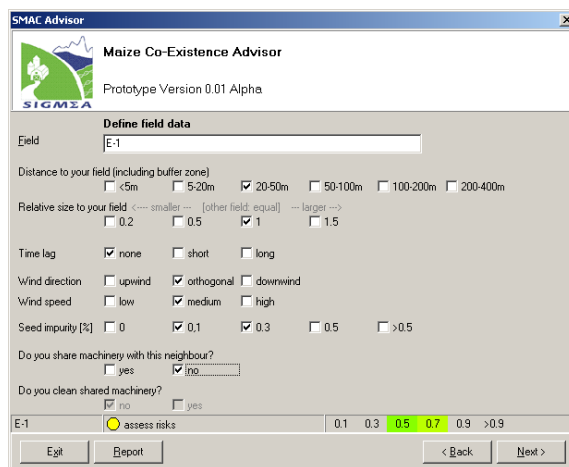 SMAC Advisor
SIGMEA
Maize Co-Existence Advisor
Prototype Version 0.01 Alpha
Define field data
Field E-1
Distance to your field (including buffer zone)
<5m 5-20m 20-50m 50-100m 100-200m 200-400m
Relative size to your field <---- smaller --- [other field: equal] --- larger --->
0.2 0.5 1 1.5
Time lag none short long
Wind direction upwind orthogonal downwind
Wind speed low medium high
Seed impurity [%] 0 0,1 0.3 0.5 >0.5
Do you share machinery with this neighbour?
yes no
Do you clean shared machinery?
no yes
E-1 assess risks 0.1 0.3 0.5 0.7 0.9 >0.9
Exit Report < Back Next >